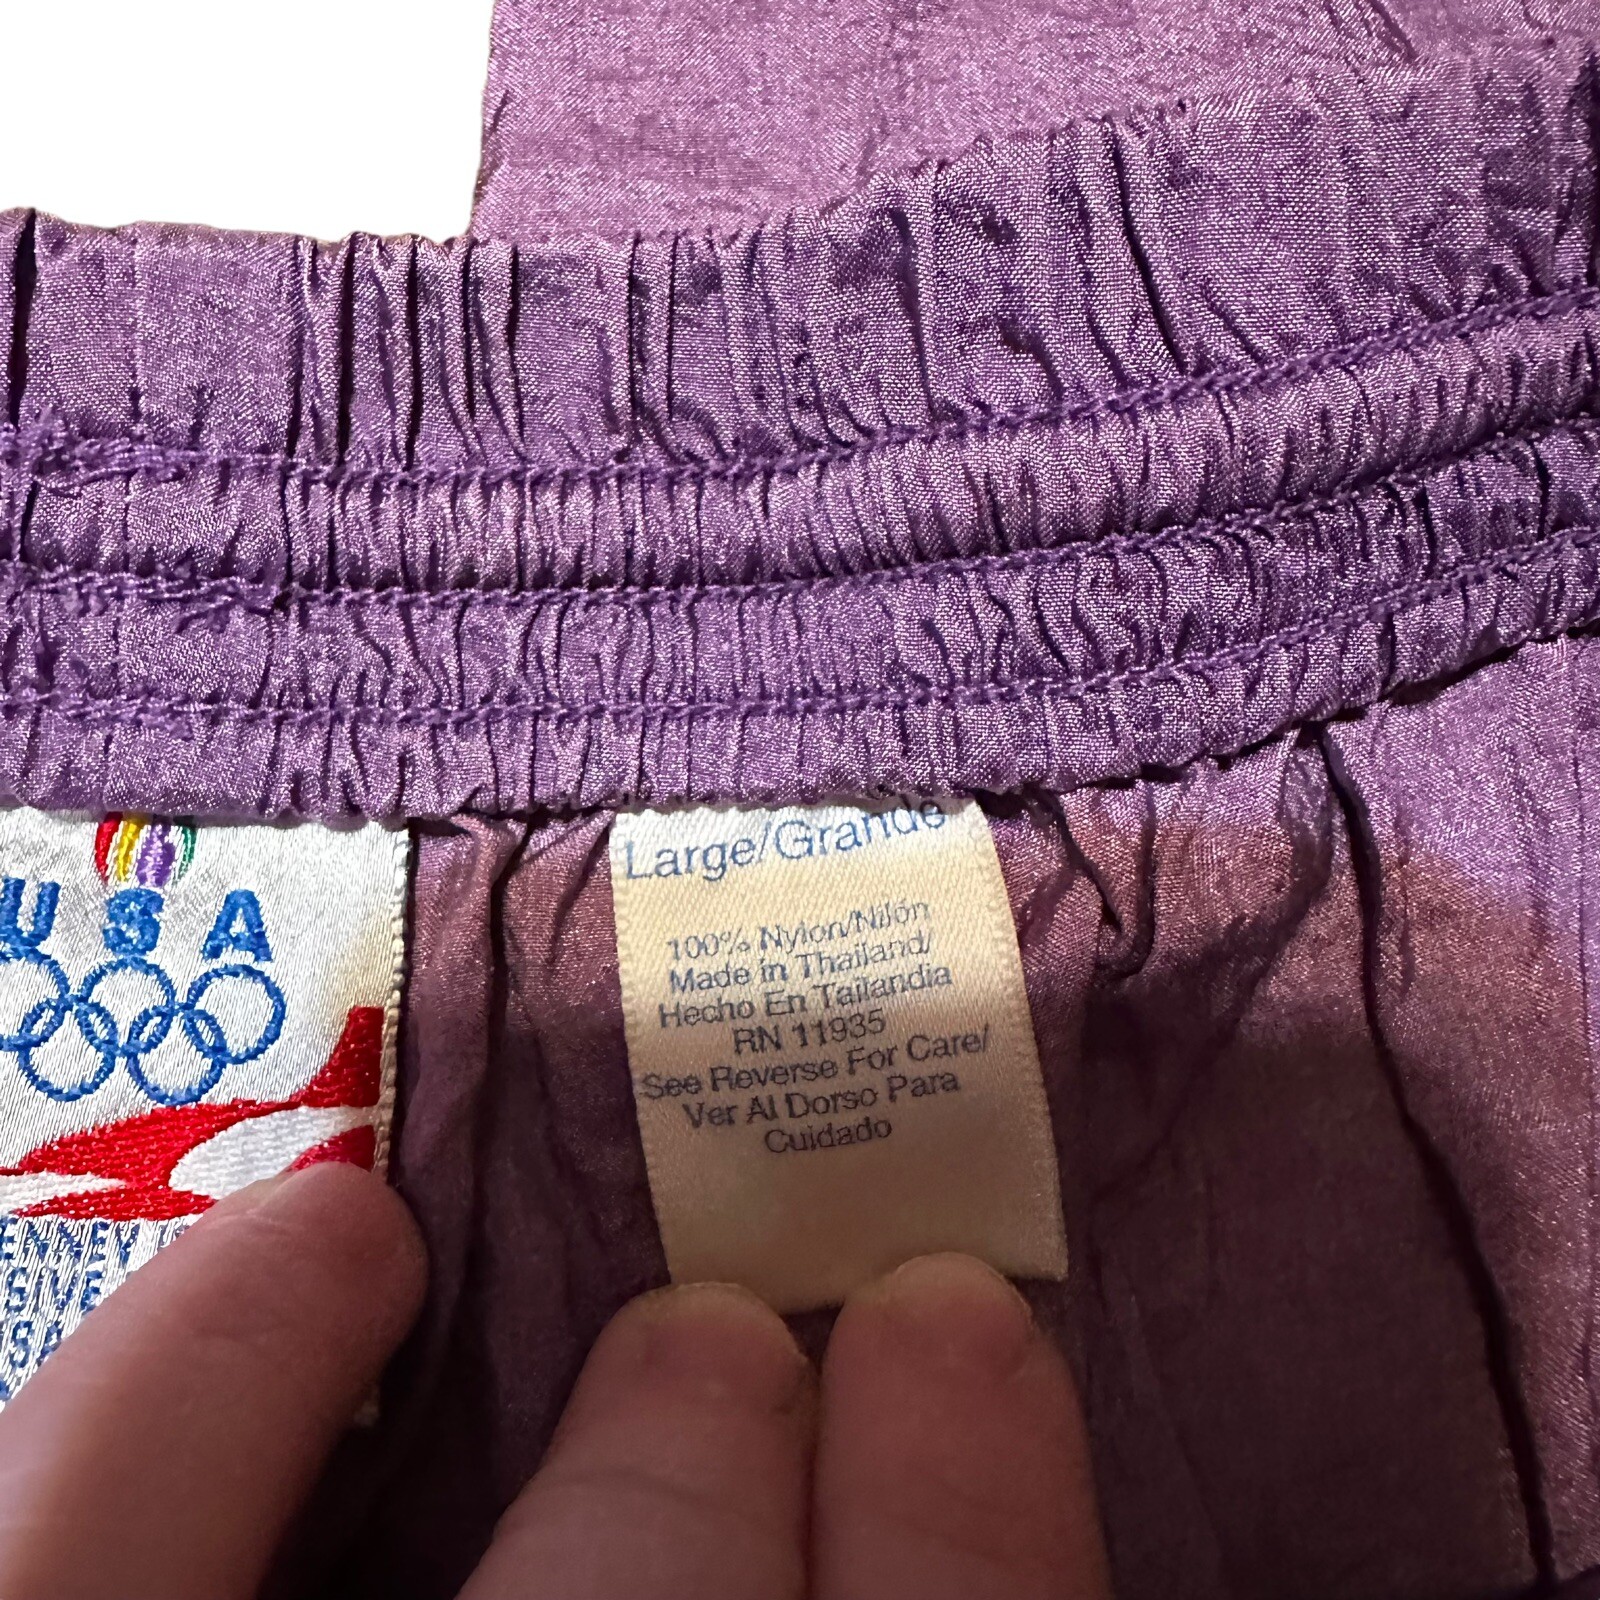 USA
Large/Grande
100% Nylon/Nilón
Made in Thailand/
Hecho En Tailandia
RN 11935
See Reverse For Care/
Ver Al Dorso Para
Cuidado